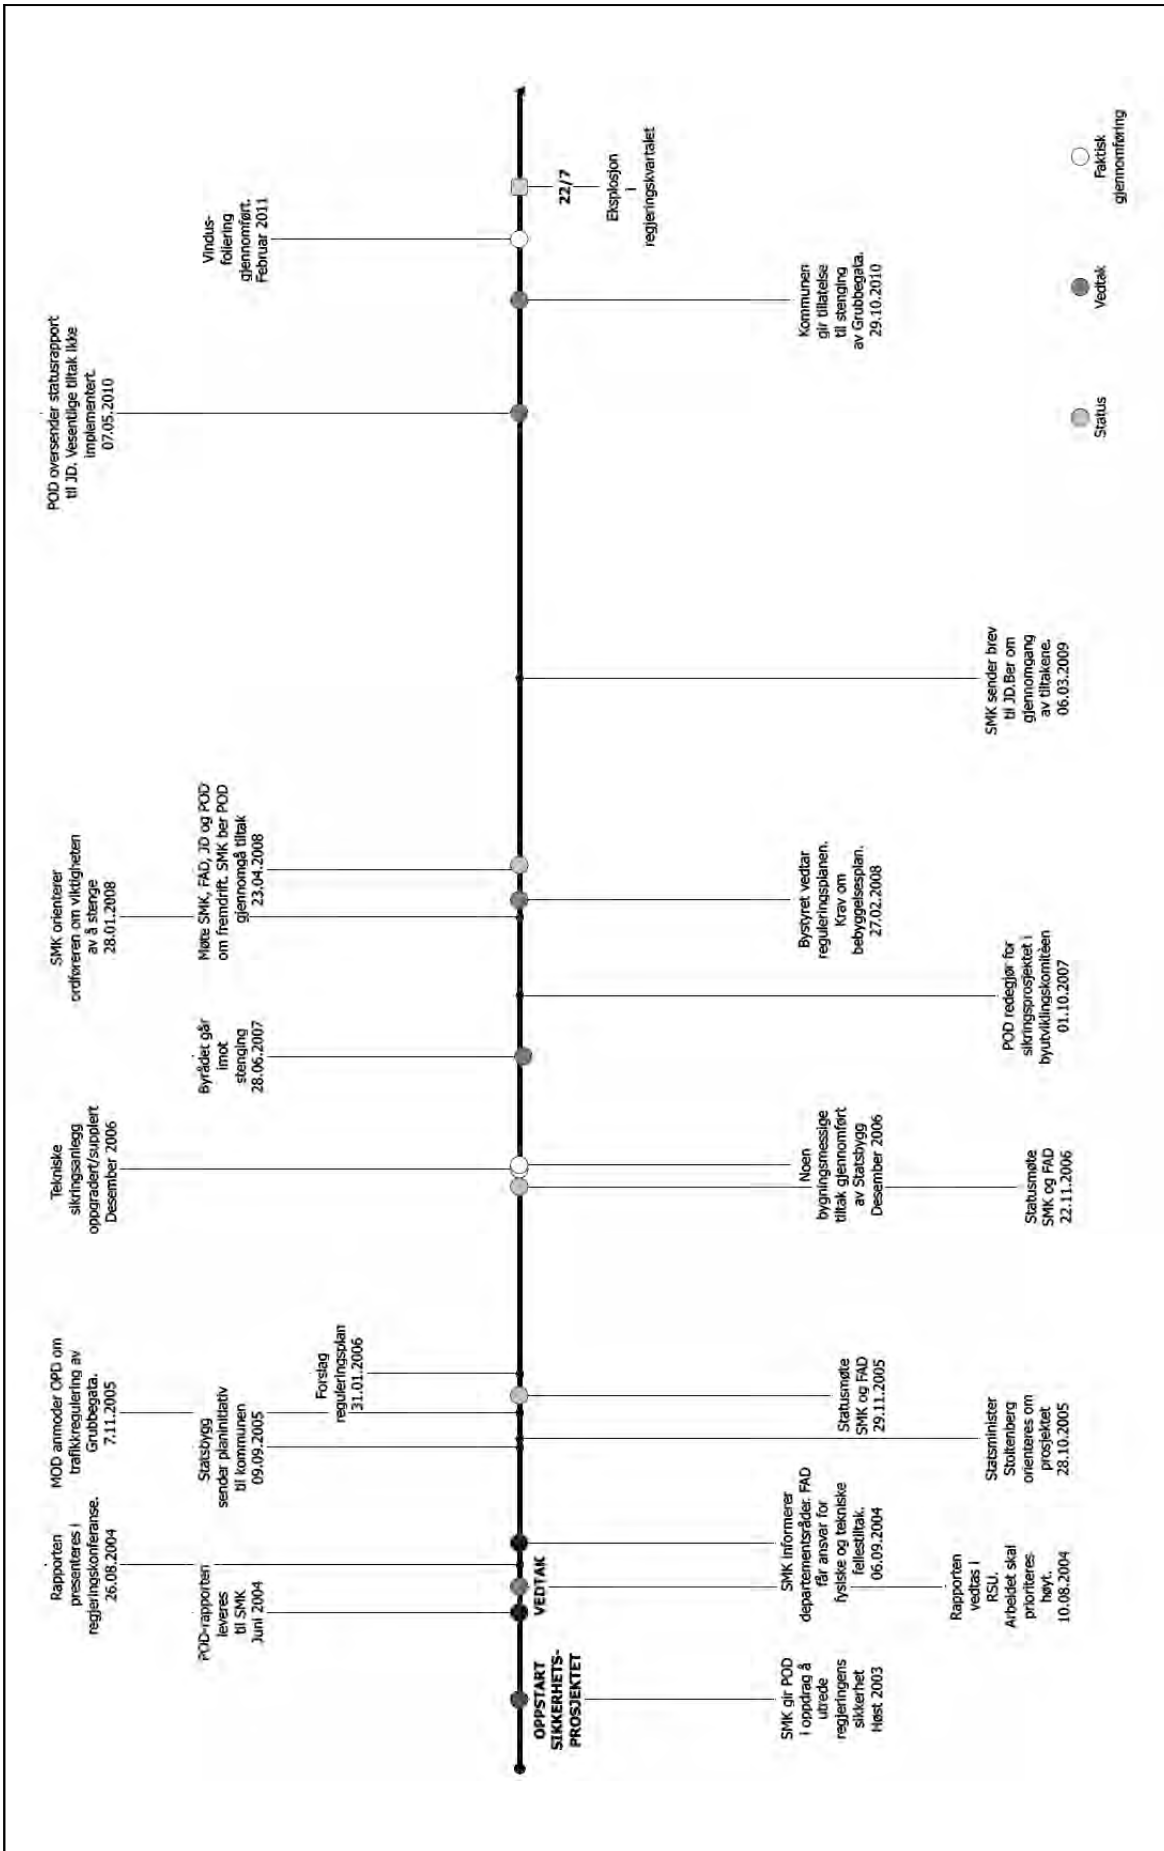 Rapporten
presenteres i
regjeringskonferanse.
26.08.2004
MOD anmoder OPD om
trafikkregulering av
Grubbegata.
7.11.2005
Tekniske
sikringsanlegg
oppgradert/supplert
Desember 2006
SMK orienterer
ordføreren om viktigheten
av å stenge
28.01.2008
POD oversender statusrapport
til JD. Vesentlige tiltak ikke
implementert.
07.05.2010
POD-rapporten
leveres
til SMK
Juni 2004
Statsbygg
sender planinitiativ
til kommunen
09.09.2005
Forslag
reguleringsplan
31.01.2006
Byrådet går
imot
stenging
28.06.2007
Møte SMK, FAD, JD og POD
om fremdrift. SMK ber POD
gjennomgå tiltak
23.04.2008
Vindus-
foliering
gjennomført.
Februar 2011
OPPSTART
SIKKERHETS-
PROSJEKTET
VEDTAK
22/7
Eksplosjon
i
regjeringskvartalet
SMK gir POD
i oppdrag å
utrede
regjeringens
sikkerhet
Høst 2003
SMK informerer
departementsråder. FAD
får ansvar for
fysiske og tekniske
fellestiltak.
06.09.2004
Statusmøte
SMK og FAD
29.11.2005
Noen
bygningsmessige
tiltak gjennomført
av Statsbygg
Desember 2006
Bystyret vedtar
reguleringsplanen.
Krav om
bebyggelsesplan.
27.02.2008
Kommunen
gir tillatelse
til stenging
av Grubbegata.
29.10.2010
Rapporten
vedtas i
RSU.
Arbeidet skal
prioriteres
høyt.
10.08.2004
Statsminister
Stoltenberg
orienteres om
prosjektet
28.10.2005
Statusmøte
SMK og FAD
22.11.2006
POD redegjør for
sikringsprosjektet i
byutviklingskomitèen
01.10.2007
SMK sender brev
til JD.Ber om
gjennomgang
av tiltakene.
06.03.2009
Status
Vedtak
Faktisk
gjennomføring